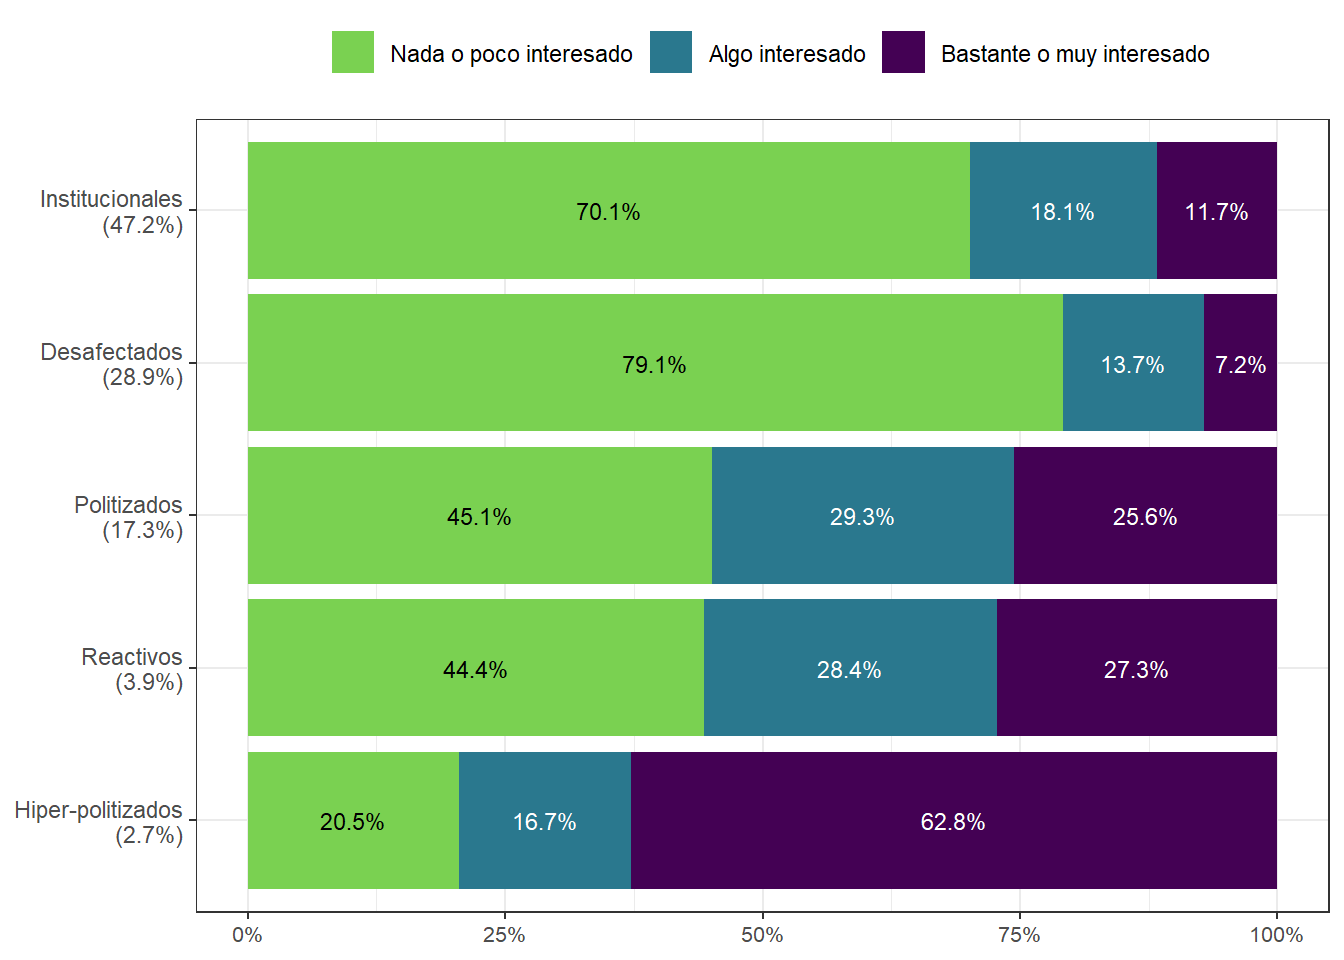 Nada o poco interesado Algo interesado Bastante o muy interesado
Institucionales
(47.2%)
70.1% 18.1% 11.7%
Desafectados
(28.9%)
79.1% 13.7% 7.2%
Politizados
(17.3%)
45.1% 29.3% 25.6%
Reactivos
(3.9%)
44.4% 28.4% 27.3%
Hiper-politizados
(2.7%)
20.5% 16.7% 62.8%
0% 25% 50% 75% 100%